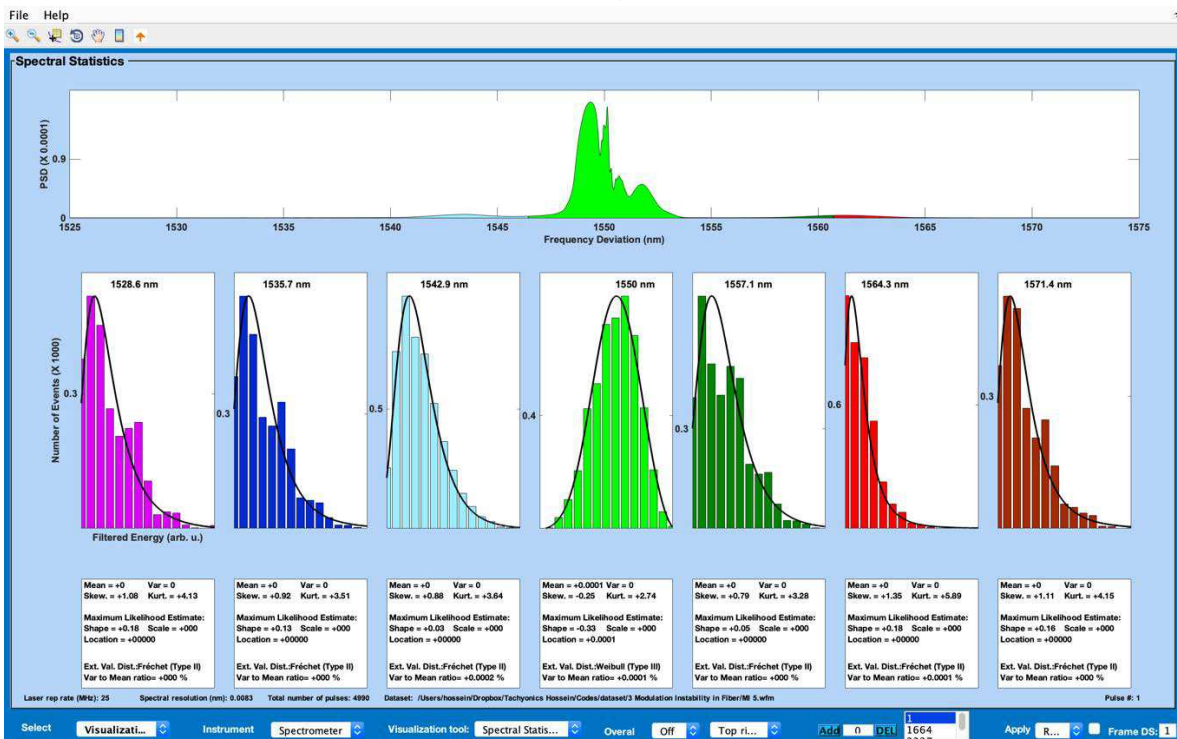 File Help
Spectral Statistics
PSD (X 0.0001)
0.9
0
1525 1530 1535 1540 1545 1550 1555 1560 1565 1570 1575
Frequency Deviation (nm)
1528.6 nm 1535.7 nm 1542.9 nm 1550 nm 1557.1 nm 1564.3 nm 1571.4 nm
Number of Events (X 1000)
0.3 0.3 0.5 0.4 0.3 0.6 0.3
Filtered Energy (arb. u.)
Mean = +0 Var = 0
Skew. = +1.08 Kurt. = +4.13
Maximum Likelihood Estimate:
Shape = +0.18 Scale = +000
Location = +00000
Ext. Val. Dist.:Fréchet (Type II)
Var to Mean ratio= +000 %
Mean = +0 Var = 0
Skew. = +0.92 Kurt. = +3.51
Maximum Likelihood Estimate:
Shape = +0.13 Scale = +000
Location = +00000
Ext. Val. Dist.:Fréchet (Type II)
Var to Mean ratio= +000 %
Mean = +0 Var = 0
Skew. = +0.88 Kurt. = +3.64
Maximum Likelihood Estimate:
Shape = +0.03 Scale = +000
Location = +00000
Ext. Val. Dist.:Fréchet (Type II)
Var to Mean ratio= +0.0002 %
Mean = +0.0001 Var = 0
Skew. = -0.25 Kurt. = +2.74
Maximum Likelihood Estimate:
Shape = -0.33 Scale = +000
Location = +0.0001
Ext. Val. Dist.:Weibull (Type III)
Var to Mean ratio= +0.0001 %
Mean = +0 Var = 0
Skew. = +0.79 Kurt. = +3.28
Maximum Likelihood Estimate:
Shape = +0.05 Scale = +000
Location = +00000
Ext. Val. Dist.:Fréchet (Type II)
Var to Mean ratio= +000 %
Mean = +0 Var = 0
Skew. = +1.35 Kurt. = +5.89
Maximum Likelihood Estimate:
Shape = +0.18 Scale = +000
Location = +00000
Ext. Val. Dist.:Fréchet (Type II)
Var to Mean ratio= +0.0001 %
Mean = +0 Var = 0
Skew. = +1.11 Kurt. = +4.15
Maximum Likelihood Estimate:
Shape = +0.16 Scale = +000
Location = +00000
Ext. Val. Dist.:Fréchet (Type II)
Var to Mean ratio= +000 %
Laser rep rate (MHz): 25 Spectral resolution (nm): 0.0083 Total number of pulses: 4990 Dataset: /Users/hossein/Dropbox/Tachyonics Hossein/Codes/dataset/3 Modulation Instability in Fiber/MI 5.wfm Pulse #: 1
Select Visualizati... Instrument Spectrometer Visualization tool: Spectral Statis... Overal Off Top ri... Add 0 DEL 1 Apply R... Frame DS: 1
1664